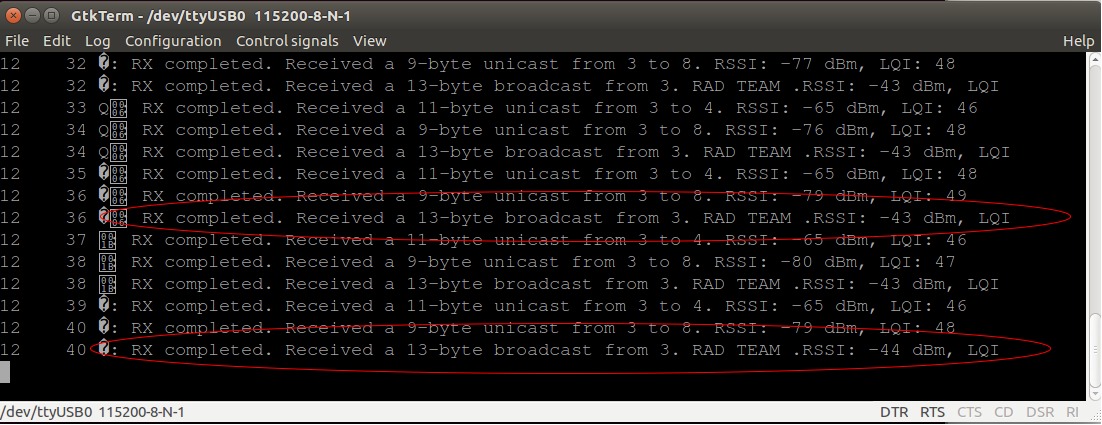 GtkTerm - /dev/ttyUSB0 115200-8-N-1
File Edit Log Configuration Control signals View Help
12 32 �: RX completed. Received a 9-byte unicast from 3 to 8. RSSI: -77 dBm, LQI: 48
12 32 �: RX completed. Received a 13-byte broadcast from 3. RAD TEAM .RSSI: -43 dBm, LQI
12 33 Q RX completed. Received a 11-byte unicast from 3 to 4. RSSI: -65 dBm, LQI: 46
12 34 Q RX completed. Received a 9-byte unicast from 3 to 8. RSSI: -76 dBm, LQI: 48
12 34 Q RX completed. Received a 13-byte broadcast from 3. RAD TEAM .RSSI: -43 dBm, LQI
12 35 � RX completed. Received a 11-byte unicast from 3 to 4. RSSI: -65 dBm, LQI: 48
12 36 � RX completed. Received a 9-byte unicast from 3 to 8. RSSI: -79 dBm, LQI: 49
12 36 � RX completed. Received a 13-byte broadcast from 3. RAD TEAM .RSSI: -43 dBm, LQI
12 37 RX completed. Received a 11-byte unicast from 3 to 4. RSSI: -65 dBm, LQI: 46
12 38 RX completed. Received a 9-byte unicast from 3 to 8. RSSI: -80 dBm, LQI: 47
12 38 RX completed. Received a 13-byte broadcast from 3. RAD TEAM .RSSI: -43 dBm, LQI
12 39 �: RX completed. Received a 11-byte unicast from 3 to 4. RSSI: -65 dBm, LQI: 46
12 40 �: RX completed. Received a 9-byte unicast from 3 to 8. RSSI: -79 dBm, LQI: 48
12 40 �: RX completed. Received a 13-byte broadcast from 3. RAD TEAM .RSSI: -44 dBm, LQI
/dev/ttyUSB0 115200-8-N-1 DTR RTS CTS CD DSR RI